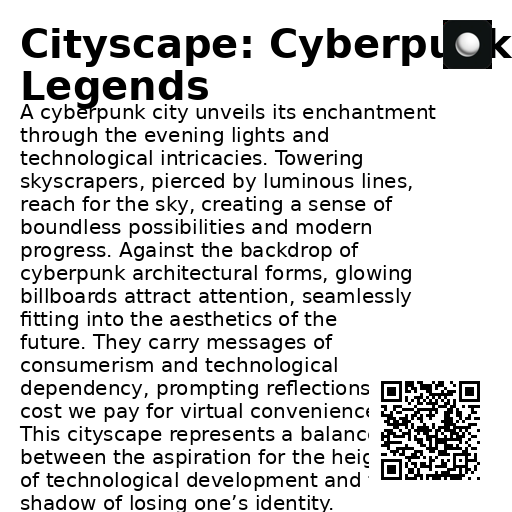 Cityscape: Cyberpunk
Legends
A cyberpunk city unveils its enchantment
through the evening lights and
technological intricacies. Towering
skyscrapers, pierced by luminous lines,
reach for the sky, creating a sense of
boundless possibilities and modern
progress. Against the backdrop of
cyberpunk architectural forms, glowing
billboards attract attention, seamlessly
fitting into the aesthetics of the
future. They carry messages of
consumerism and technological
dependency, prompting reflections
cost we pay for virtual convenience
This cityscape represents a balance
between the aspiration for the
of technological development and
shadow of losing one’s identity.